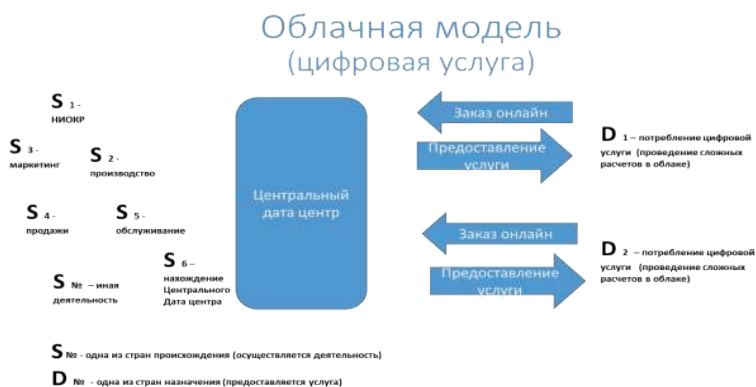 Облачная модель
(цифровая услуга)
S 1 -
НИОКР
S 3 -
маркетинг
S 2 -
производство
S 4 -
продажи
S 5 -
обслуживание
S № – иная
деятельность
S 6 –
нахождение
Центрального
Дата центра
Центральный
дата центр
Заказ онлайн
Предоставление
услуги
D 1 – потребление цифровой
услуги (проведение сложных
расчетов в облаке)
Заказ онлайн
Предоставление
услуги
D 2 – потребление цифровой
услуги (проведение сложных
расчетов в облаке)
S № - одна из стран происхождения (осуществляется деятельность)
D № - одна из стран назначения (предоставляется услуга)